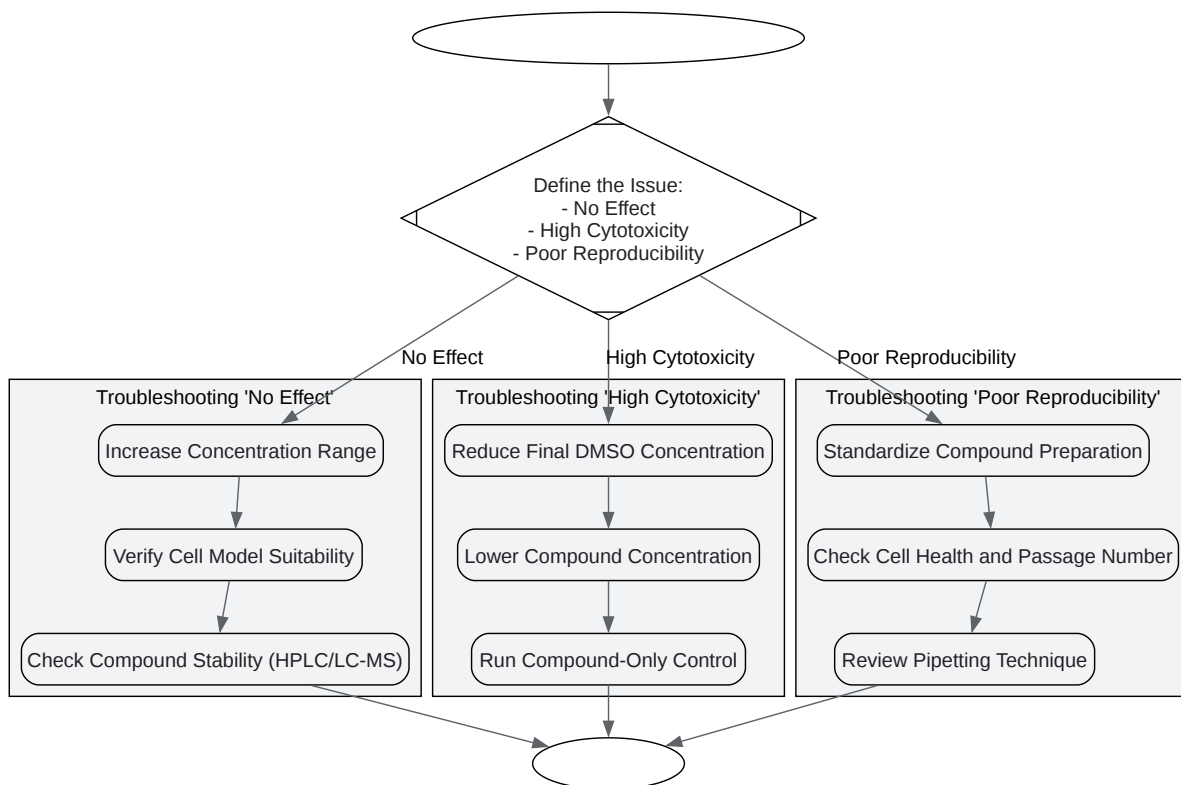 Define the Issue:
- No Effect
- High Cytotoxicity
- Poor Reproducibility
No Effect
High Cytotoxicity
Poor Reproducibility
Troubleshooting 'No Effect'
Increase Concentration Range
Verify Cell Model Suitability
Check Compound Stability (HPLC/LC-MS)
Troubleshooting 'High Cytotoxicity'
Reduce Final DMSO Concentration
Lower Compound Concentration
Run Compound-Only Control
Troubleshooting 'Poor Reproducibility'
Standardize Compound Preparation
Check Cell Health and Passage Number
Review Pipetting Technique